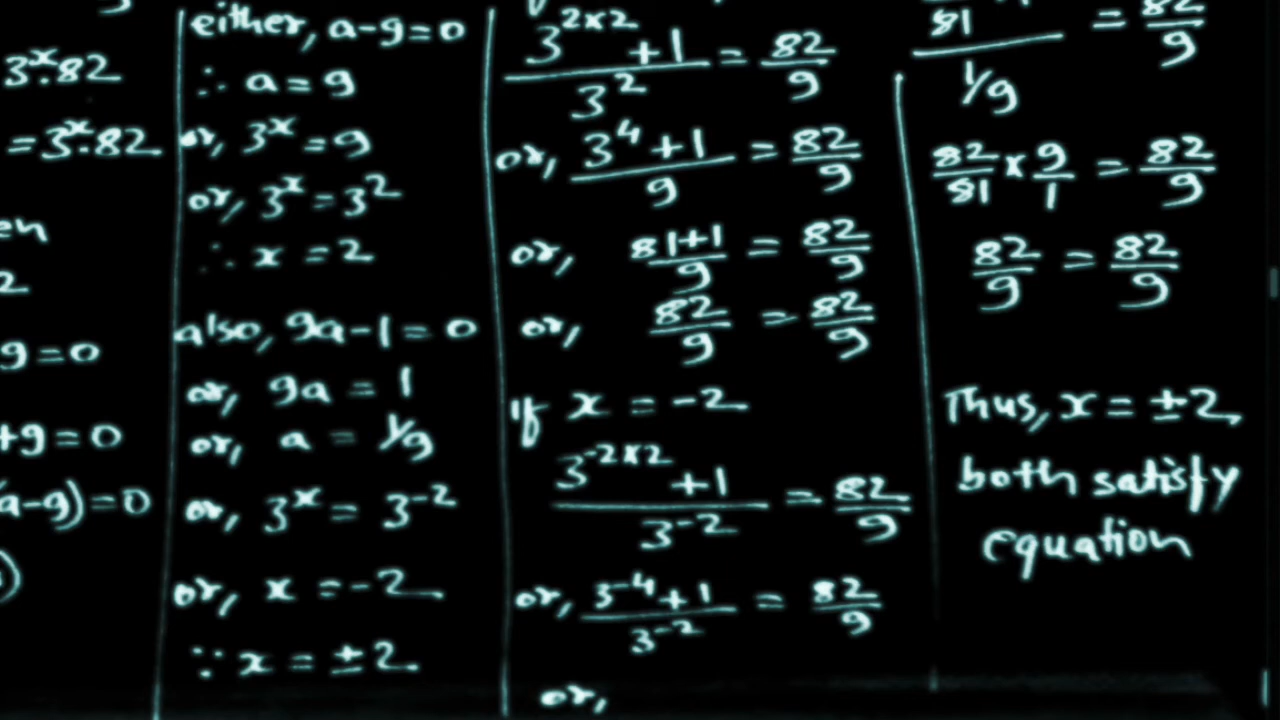 3^x.82
= 3^x.82
2
9 = 0
+9 = 0
a-9) = 0
either, a-9 = 0
∴ a = 9
or, 3^x = 9
or, 3^x = 3^2
∴ x = 2
also, 9a-1 = 0
or, 9a = 1
or, a = 1/9
or, 3^x = 3^-2
or, x = -2
∵ x = ±2
(3^2×2 + 1)/3^2 = 82/9
or, (3^4 + 1)/9 = 82/9
or, (81+1)/9 = 82/9
or, 82/9 = 82/9
If x = -2
(3^-2×2 + 1)/3^-2 = 82/9
or, (3^-4 + 1)/3^-2 = 82/9
or,
81/(1/9) = 82/9
82/81 × 9/1 = 82/9
82/9 = 82/9
Thus, x = ±2,
both satisfy
equation